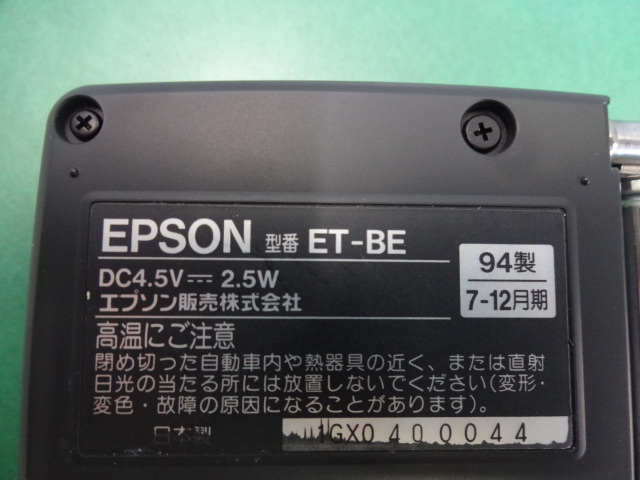 EPSON 型番 ET-BE
94製
DC4.5V⎓ 2.5W
7-12月期
エプソン販売株式会社
高温にご注意
閉め切った自動車内や熱器具の近く、または直射
日光の当たる所には放置しないでください(変形・
変色・故障の原因になることがあります)。
日本製
GX0400044